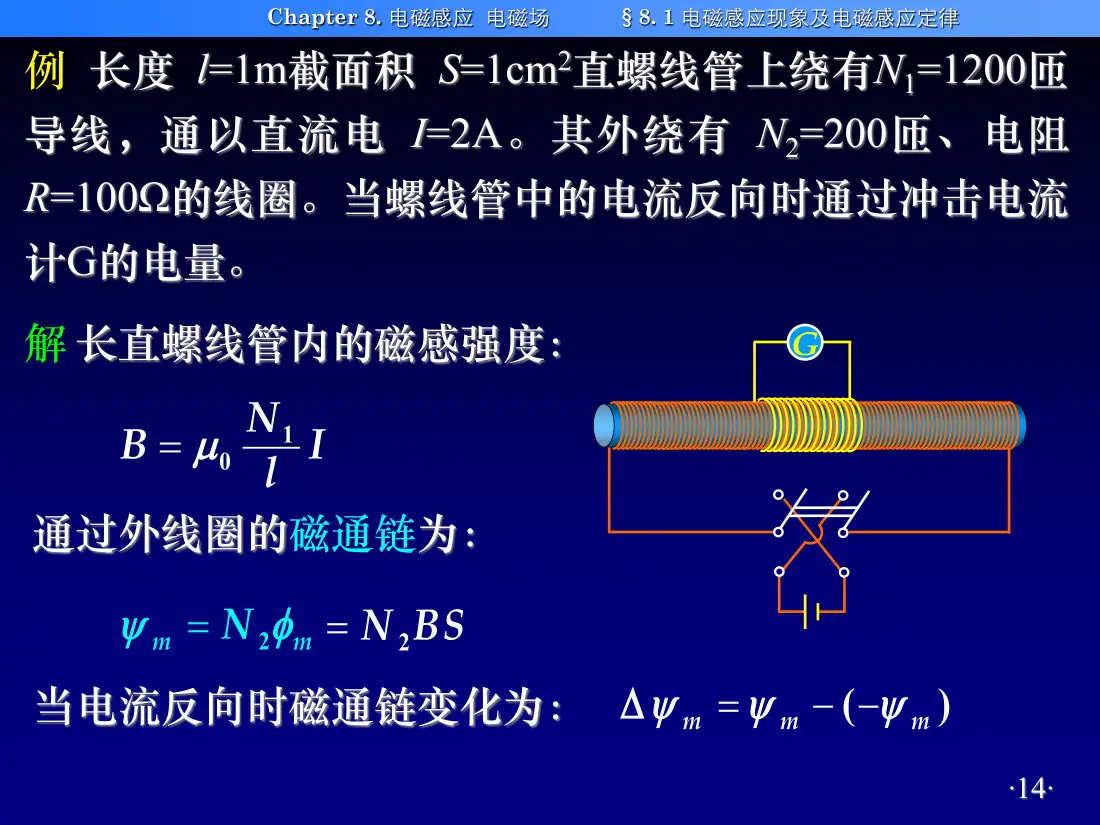 Chapter 8. 电磁感应 电磁场 §8. 1 电磁感应现象及电磁感应定律
例 长度 l=1m截面积 S=1cm²直螺线管上绕有N₁=1200匝
导线，通以直流电 I=2A。其外绕有 N₂=200匝、电阻
R=100Ω的线圈。当螺线管中的电流反向时通过冲击电流
计G的电量。
解 长直螺线管内的磁感强度：
B = μ₀ N₁/l I
通过外线圈的磁通链为：
ψₘ = N₂ϕₘ = N₂BS
当电流反向时磁通链变化为： Δψₘ = ψₘ − (−ψₘ)
G
·14·